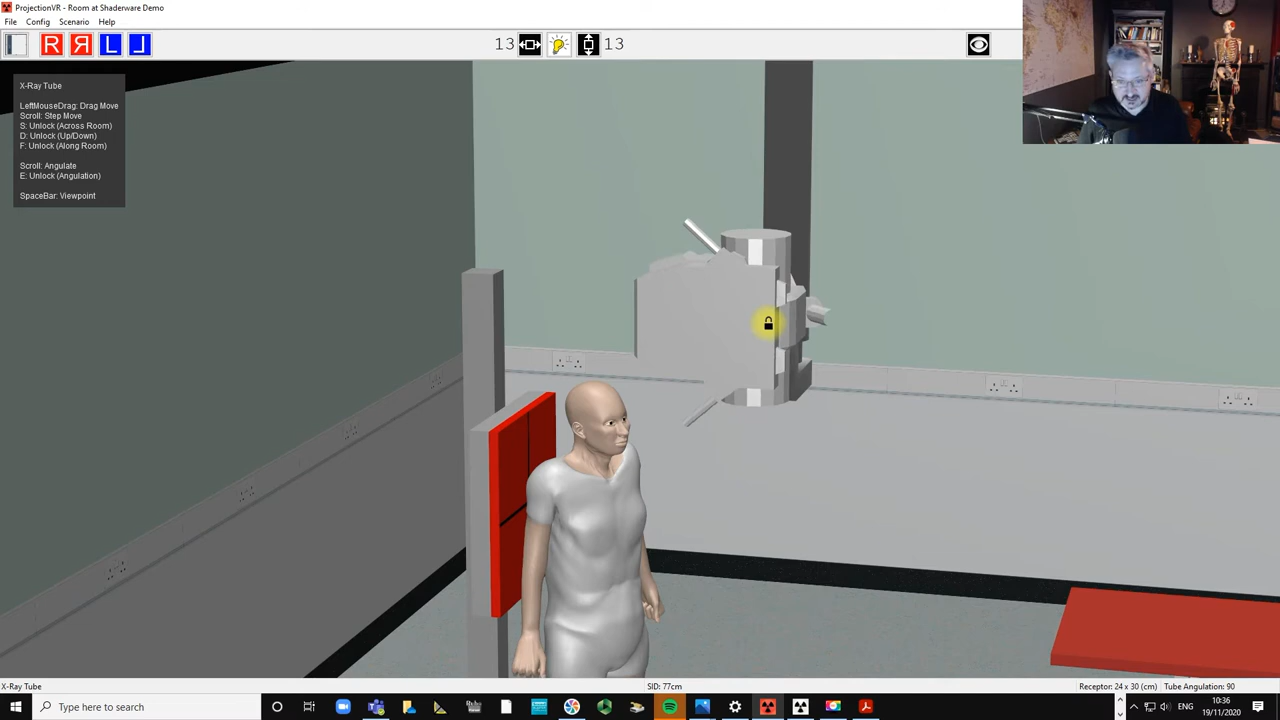 ProjectionVR - Room at Shaderware Demo
File Config Scenario Help
R R L L 13 13
X-Ray Tube
LeftMouseDrag: Drag Move
Scroll: Step Move
S: Unlock (Across Room)
D: Unlock (Up/Down)
F: Unlock (Along Room)
Scroll: Angulate
E: Unlock (Angulation)
SpaceBar: Viewpoint
X-Ray Tube SID: 77cm Receptor: 24 x 30 (cm) Tube Angulation: 90
Type here to search
ENG
10:36
19/11/2020